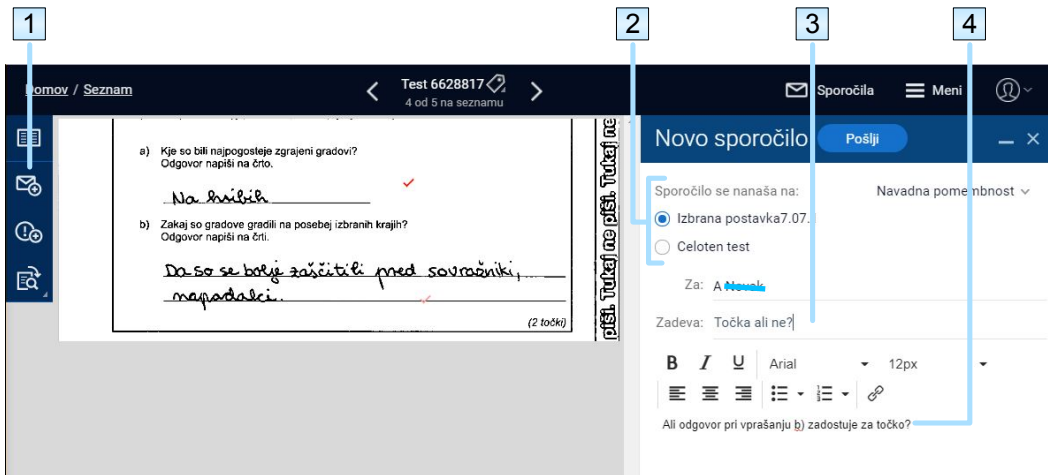 1
2
3
4
Domov / Seznam
Test 6628817
4 od 5 na seznamu
Sporočila
Meni
a) Kje so bili najpogosteje zgrajeni gradovi?
Odgovor napiši na črto.
Na hribih
b) Zakaj so gradove gradili na posebej izbranih krajih?
Odgovor napiši na črti.
Da so se bolje zaščitili pred sovražniki,
napadalci.
(2 točki)
piši. Tukaj ne piši. Tukaj ne
Novo sporočilo
Pošlji
Sporočilo se nanaša na:
Navadna pomembnost
Izbrana postavka7.07.
Celoten test
Za: A
Zadeva: Točka ali ne?
B I U Arial 12px
Ali odgovor pri vprašanju b) zadostuje za točko?